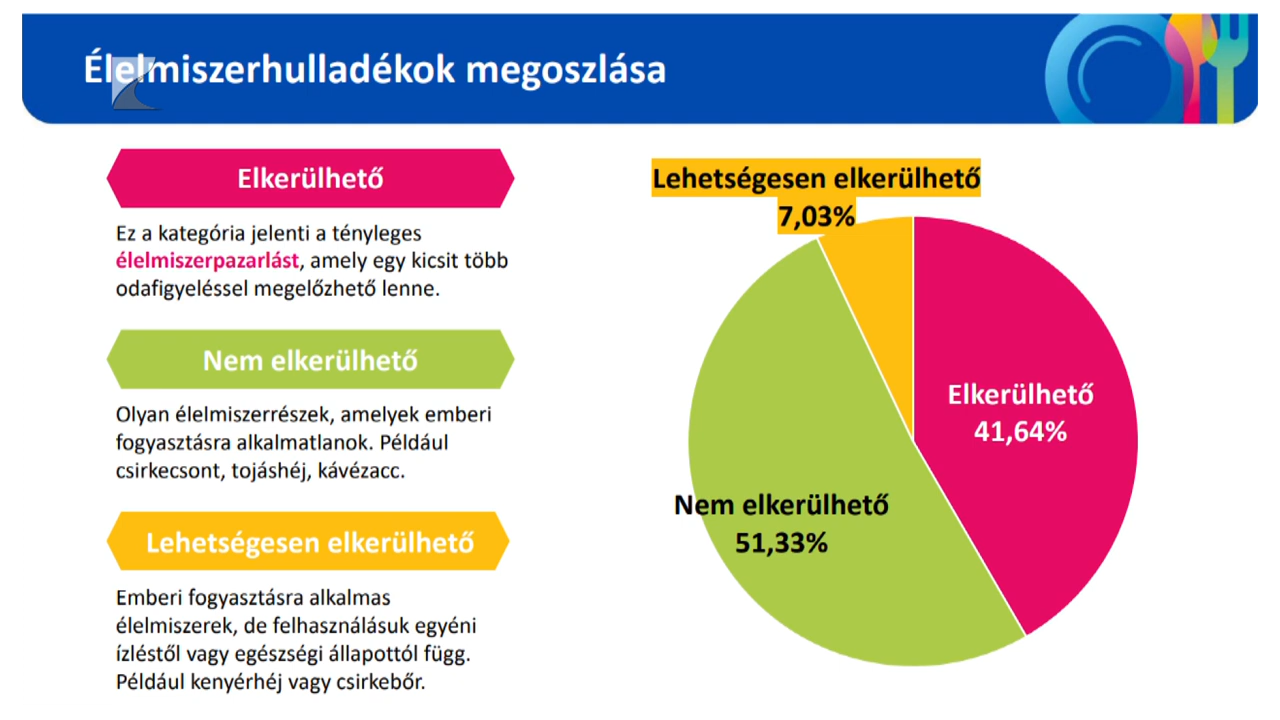 Élelmiszerhulladékok megoszlása
Elkerülhető
Ez a kategória jelenti a tényleges
élelmiszerpazarlást, amely egy kicsit több
odafigyeléssel megelőzhető lenne.
Nem elkerülhető
Olyan élelmiszerrészek, amelyek emberi
fogyasztásra alkalmatlanok. Például
csirkecsont, tojáshéj, kávézacc.
Lehetségesen elkerülhető
Emberi fogyasztásra alkalmas
élelmiszerek, de felhasználásuk egyéni
ízléstől vagy egészségi állapottól függ.
Például kenyérhéj vagy csirkebőr.
Lehetségesen elkerülhető
7,03%
Elkerülhető
41,64%
Nem elkerülhető
51,33%